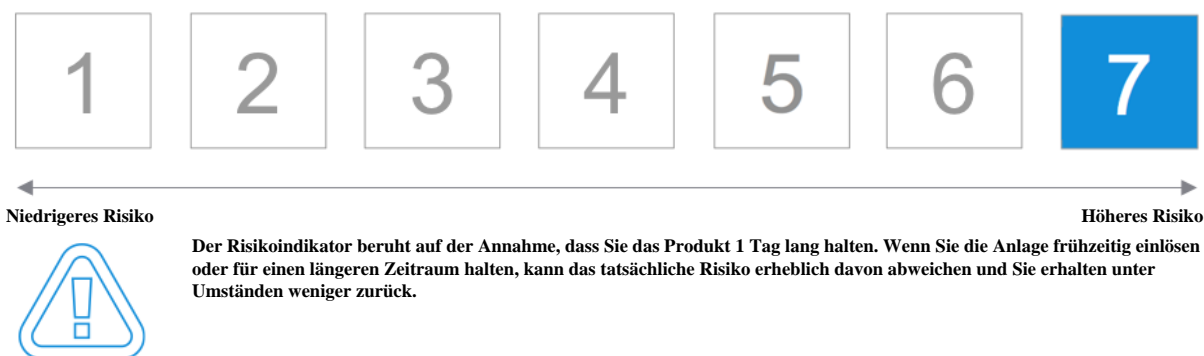 1 2 3 4 5 6 7
Niedrigeres Risiko Höheres Risiko
Der Risikoindikator beruht auf der Annahme, dass Sie das Produkt 1 Tag lang halten. Wenn Sie die Anlage frühzeitig einlösen
oder für einen längeren Zeitraum halten, kann das tatsächliche Risiko erheblich davon abweichen und Sie erhalten unter
Umständen weniger zurück.